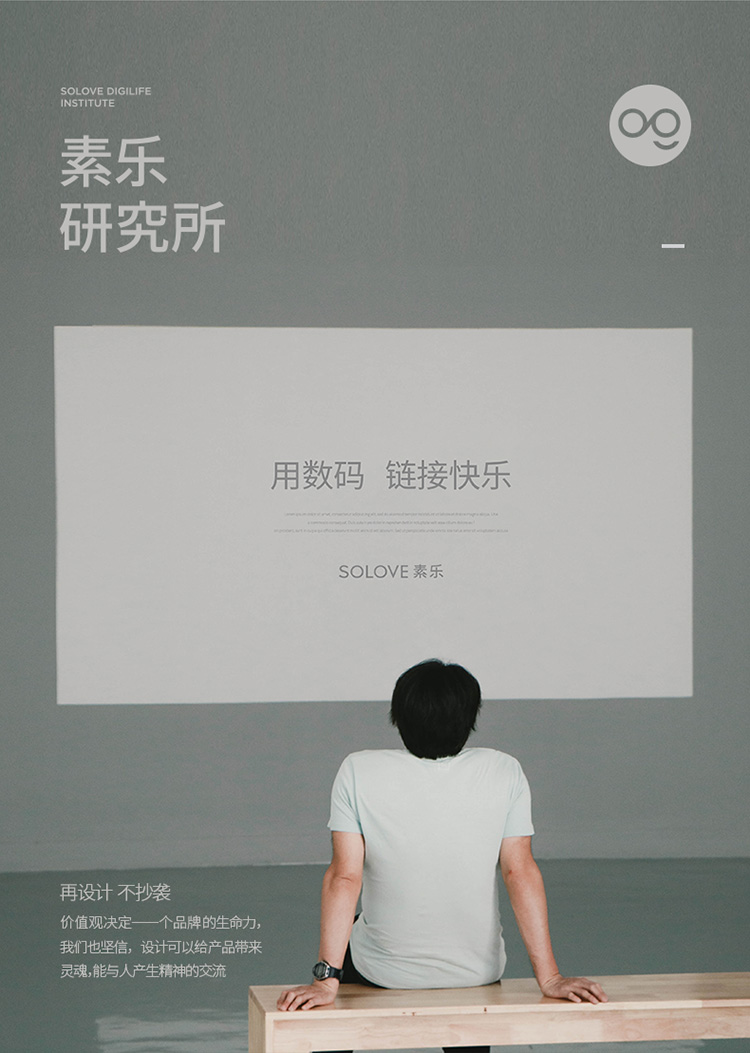 SOLOVE DIGILIFE
INSTITUTE
素乐
研究所
用数码 链接快乐
SOLOVE 素乐
再设计 不抄袭
价值观决定——个品牌的生命力，
我们也坚信，设计可以给产品带来
灵魂,能与人产生精神的交流